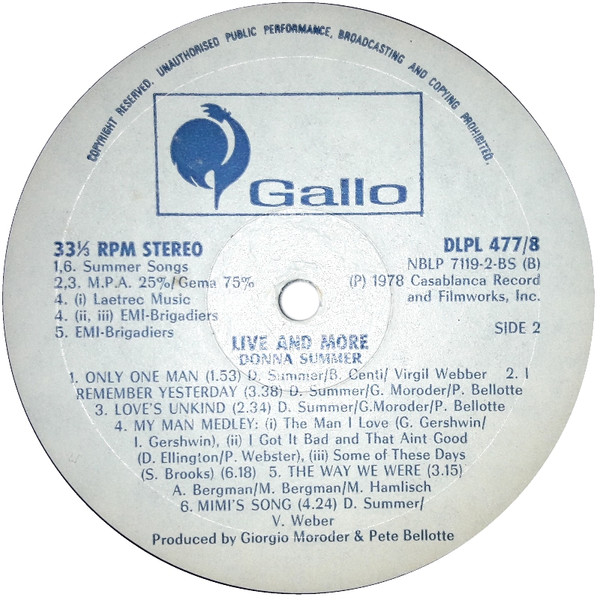 COPYRIGHT RESERVED. UNAUTHORISED PUBLIC PERFORMANCE, BROADCASTING AND COPYING PROHIBITED.
Gallo
33⅓ RPM STEREO
1,6. Summer Songs
2,3. M.P.A. 25%/Gema 75%
4. (i) Laetrec Music
4. (ii, iii) EMI-Brigadiers
5. EMI-Brigadiers
DLPL 477/8
NBLP 7119-2-BS (B)
(P) 1978 Casablanca Record
and Filmworks, Inc.
SIDE 2
LIVE AND MORE
DONNA SUMMER
1. ONLY ONE MAN (1.53) D. Summer/B. Centi/ Virgil Webber 2. I
REMEMBER YESTERDAY (3.38) D. Summer/G. Moroder/P. Bellotte
3. LOVE'S UNKIND (2.34) D. Summer/G.Moroder/P. Bellotte
4. MY MAN MEDLEY: (i) The Man I Love (G. Gershwin/
I. Gershwin), (ii) I Got It Bad and That Aint Good
(D. Ellington/P. Webster), (iii) Some of These Days
(S. Brooks) (6.18) 5. THE WAY WE WERE (3.15)
A. Bergman/M. Bergman/M. Hamlisch
6. MIMI'S SONG (4.24) D. Summer/
V. Weber
Produced by Giorgio Moroder & Pete Bellotte